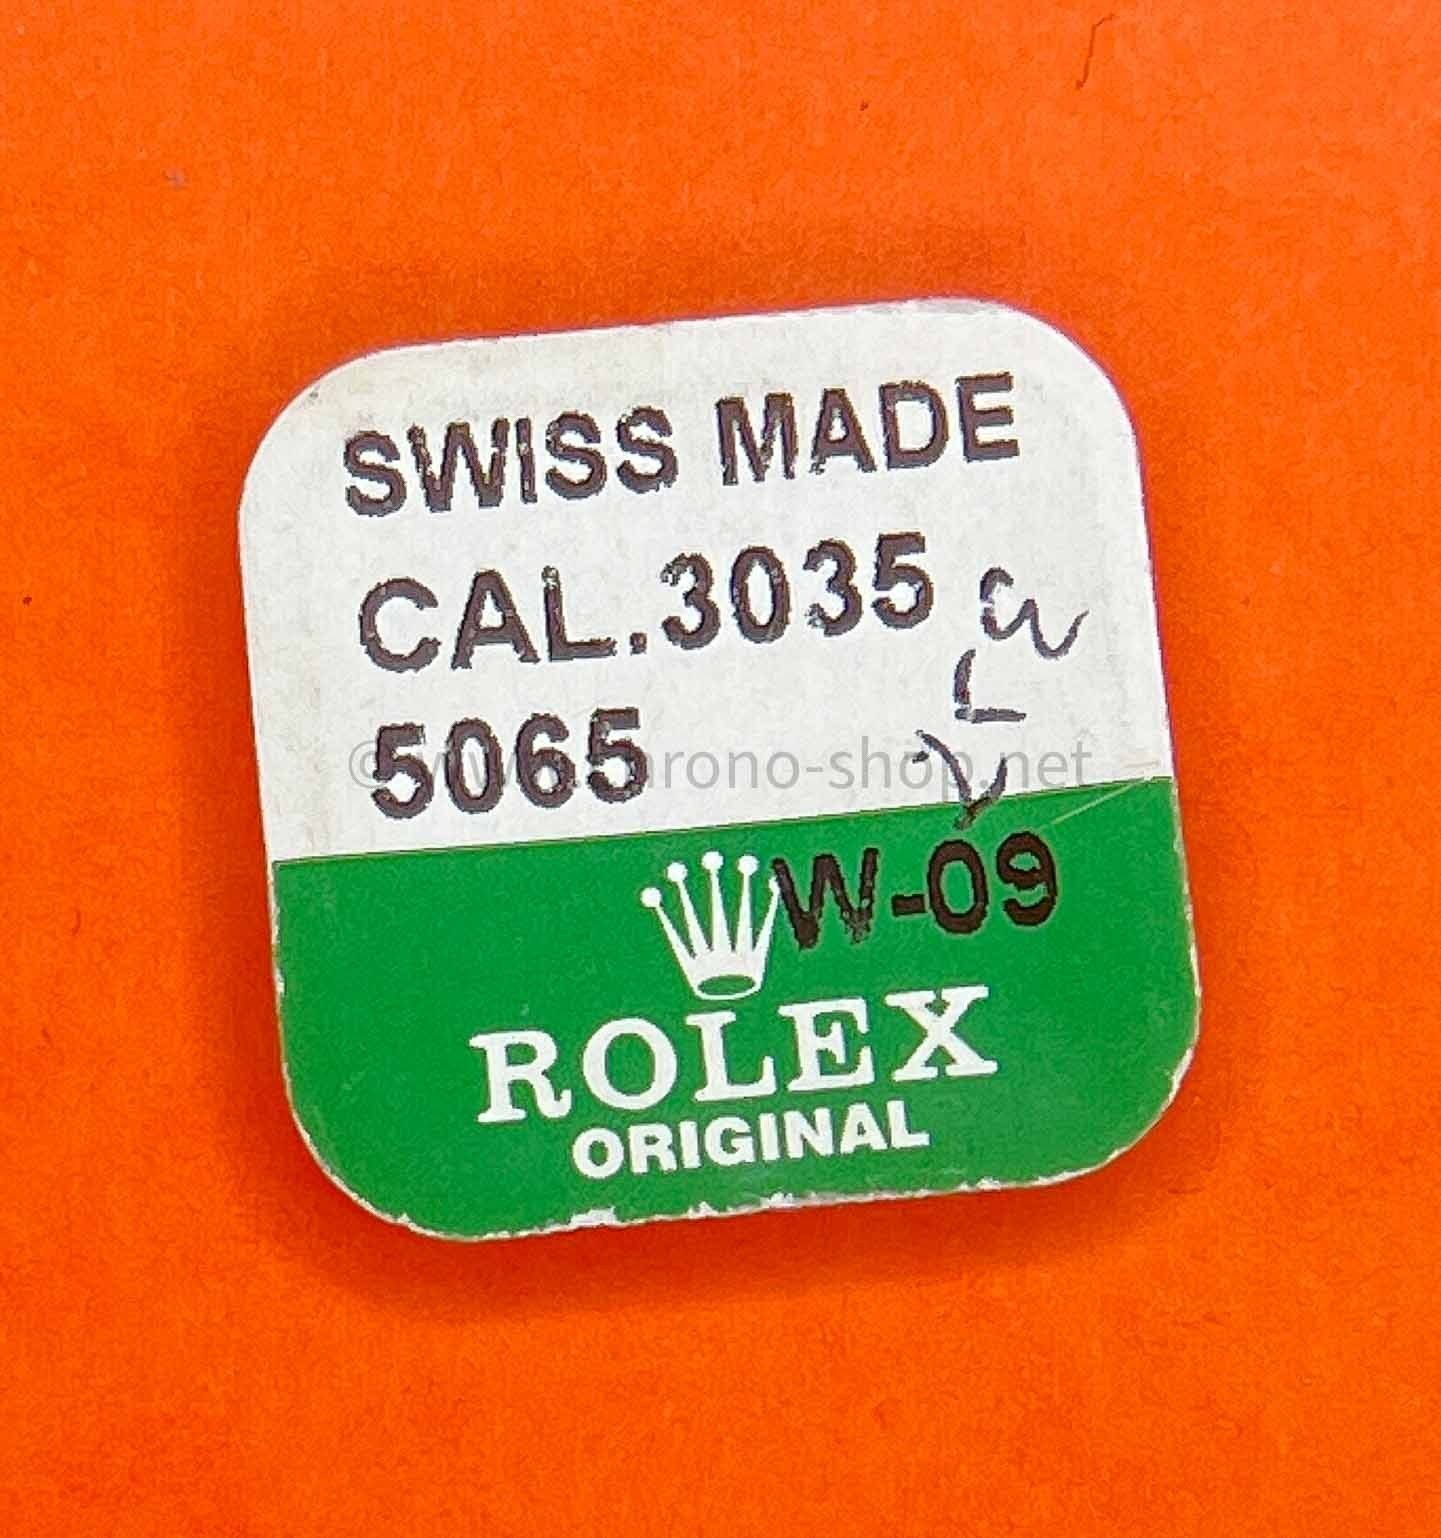 SWISS MADE
CAL.3035
5065
© www.chrono-shop.net
W-09
ROLEX
ORIGINAL